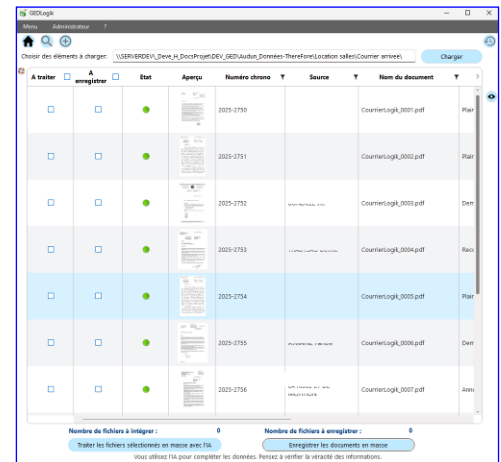 GEDLogik
Menu Administrateur ?
Choisir des éléments à charger: \\SERVERDEV\_Deve_H_DocsProjet\DEV_GED\Audun_Données-ThereFore\Location salles\Courrier arrivee\ Charger
A traiter A enregistrer Etat Aperçu Numéro chrono Source Nom du document
2025-2750 CourrierLogik_0001.pdf Plair
2025-2751 CourrierLogik_0002.pdf Plair
2025-2752 CourrierLogik_0003.pdf Dem
2025-2753 CourrierLogik_0004.pdf Reco
2025-2754 CourrierLogik_0005.pdf Plair
2025-2755 CourrierLogik_0006.pdf Dem
2025-2756 CourrierLogik_0007.pdf Annu
Nombre de fichiers à intégrer : 0 Nombre de fichiers à enregistrer : 0
Traiter les fichiers sélectionnés en masse avec l'IA Enregistrer les documents en masse
Vous utilisez l'IA pour compléter les données. Pensez à vérifier la véracité des informations.